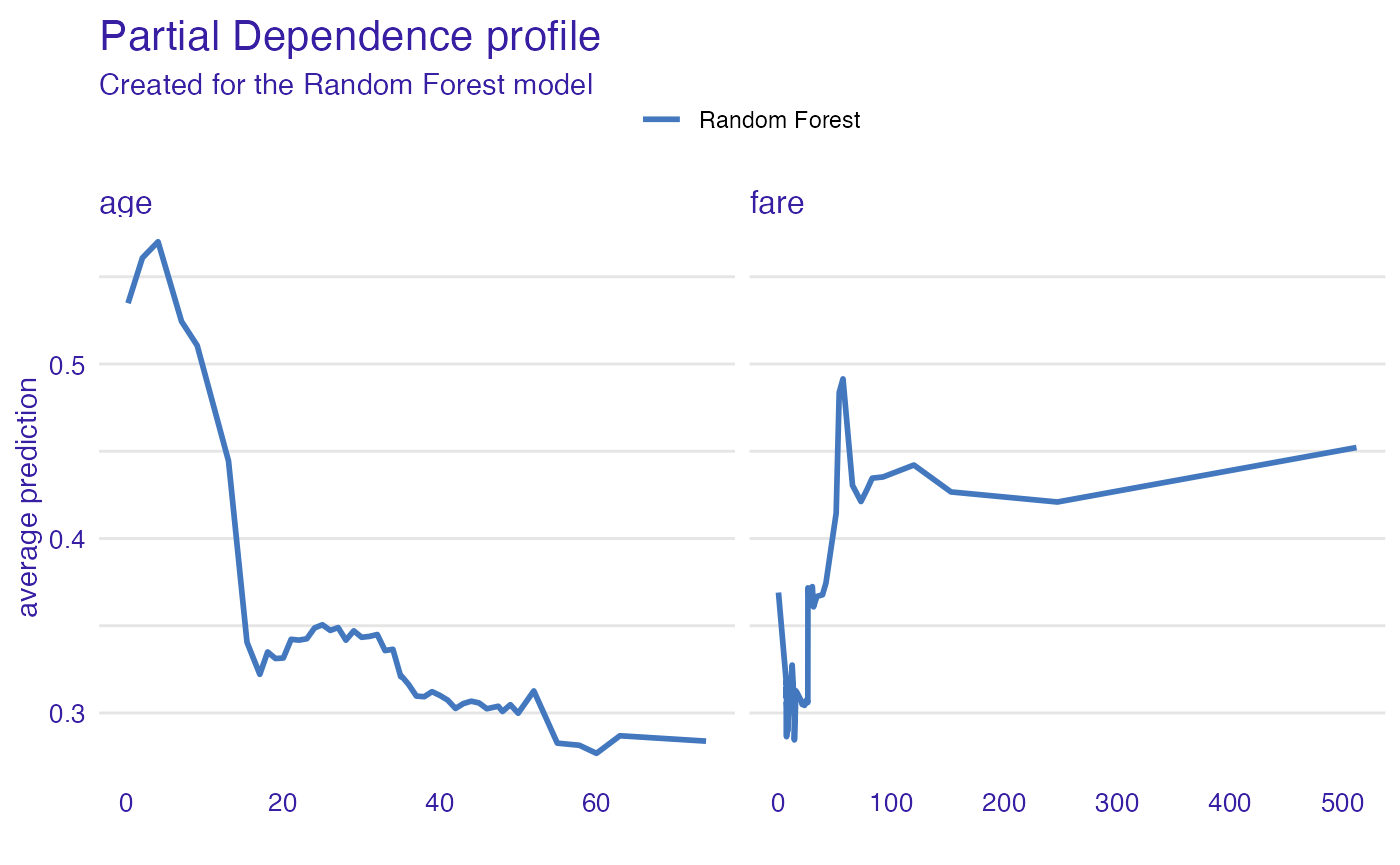 Partial Dependence profile
Created for the Random Forest model
Random Forest
age
fare
average prediction
0.5
0.4
0.3
0 20 40 60
0 100 200 300 400 500